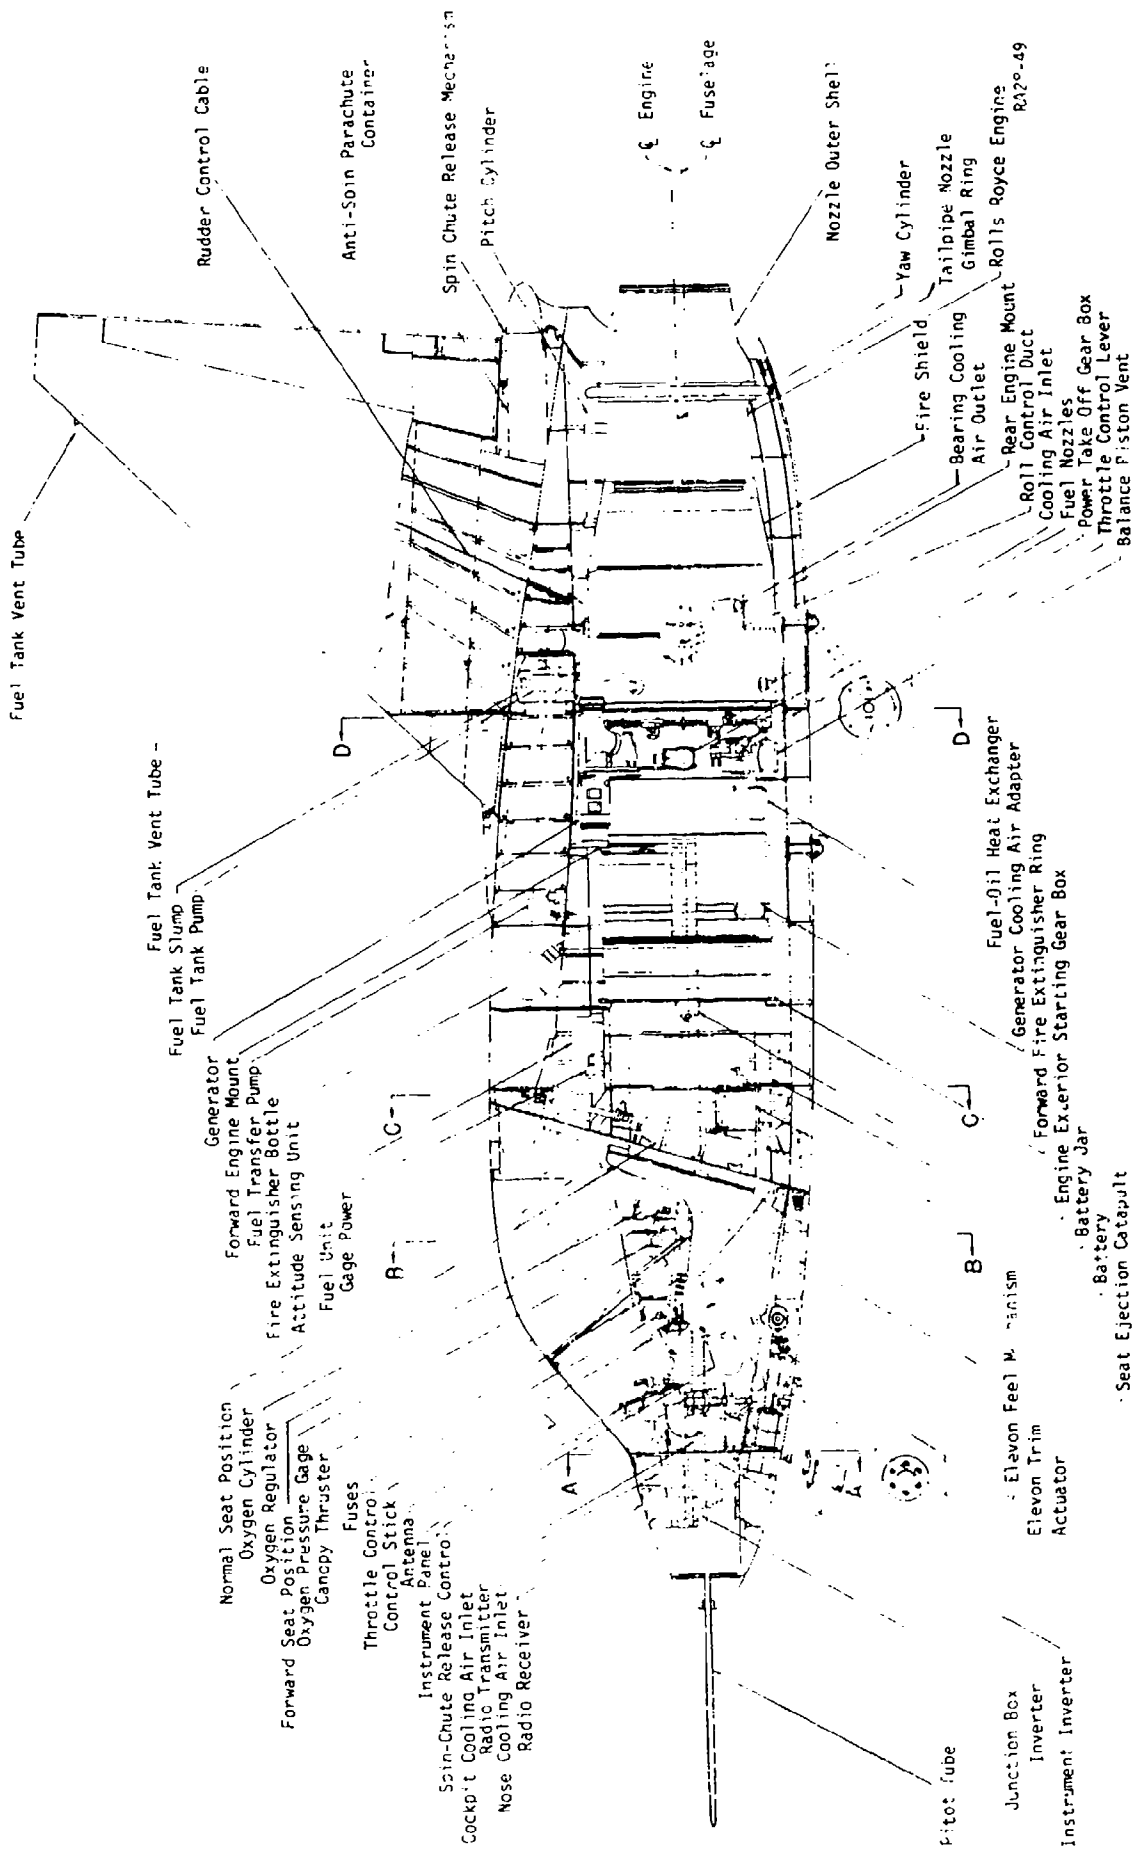 Fuel Tank Vent Tube
Rudder Control Cable
Anti-Spin Parachute
Container
Spin Chute Release Mechanism
Pitch Cylinder
℄ Engine
℄ Fuselage
Nozzle Outer Shell
Yaw Cylinder
Tailpipe Nozzle
Gimbal Ring
Rolls Royce Engine
Fire Shield
Bearing Cooling
Air Outlet
Rear Engine Mount
Roll Control Duct
Cooling Air Inlet
Fuel Nozzles
Power Take Off Gear Box
Throttle Control Lever
Balance Piston Vent
Fuel Tank Vent Tube
Fuel Tank Slump
Fuel Tank Pump
Generator
Forward Engine Mount
Fuel Transfer Pump
Fire Extinguisher Bottle
Attitude Sensing Unit
Fuel Unit
Gage Power
D
D
C
C
B
B
A
A
Fuel-Oil Heat Exchanger
Generator Cooling Air Adapter
Forward Fire Extinguisher Ring
Engine Exterior Starting Gear Box
Battery Jar
Battery
Seat Ejection Catapult
Normal Seat Position
Oxygen Cylinder
Oxygen Regulator
Forward Seat Position
Oxygen Pressure Gage
Canopy Thruster
Fuses
Throttle Control
Control Stick
Antenna
Instrument Panel
Spin-Chute Release Control
Cockpit Cooling Air Inlet
Radio Transmitter
Nose Cooling Air Inlet
Radio Receiver
Elavon Feel
Elevon Trim
Actuator
Pitot Tube
Junction Box
Inverter
Instrument Inverter